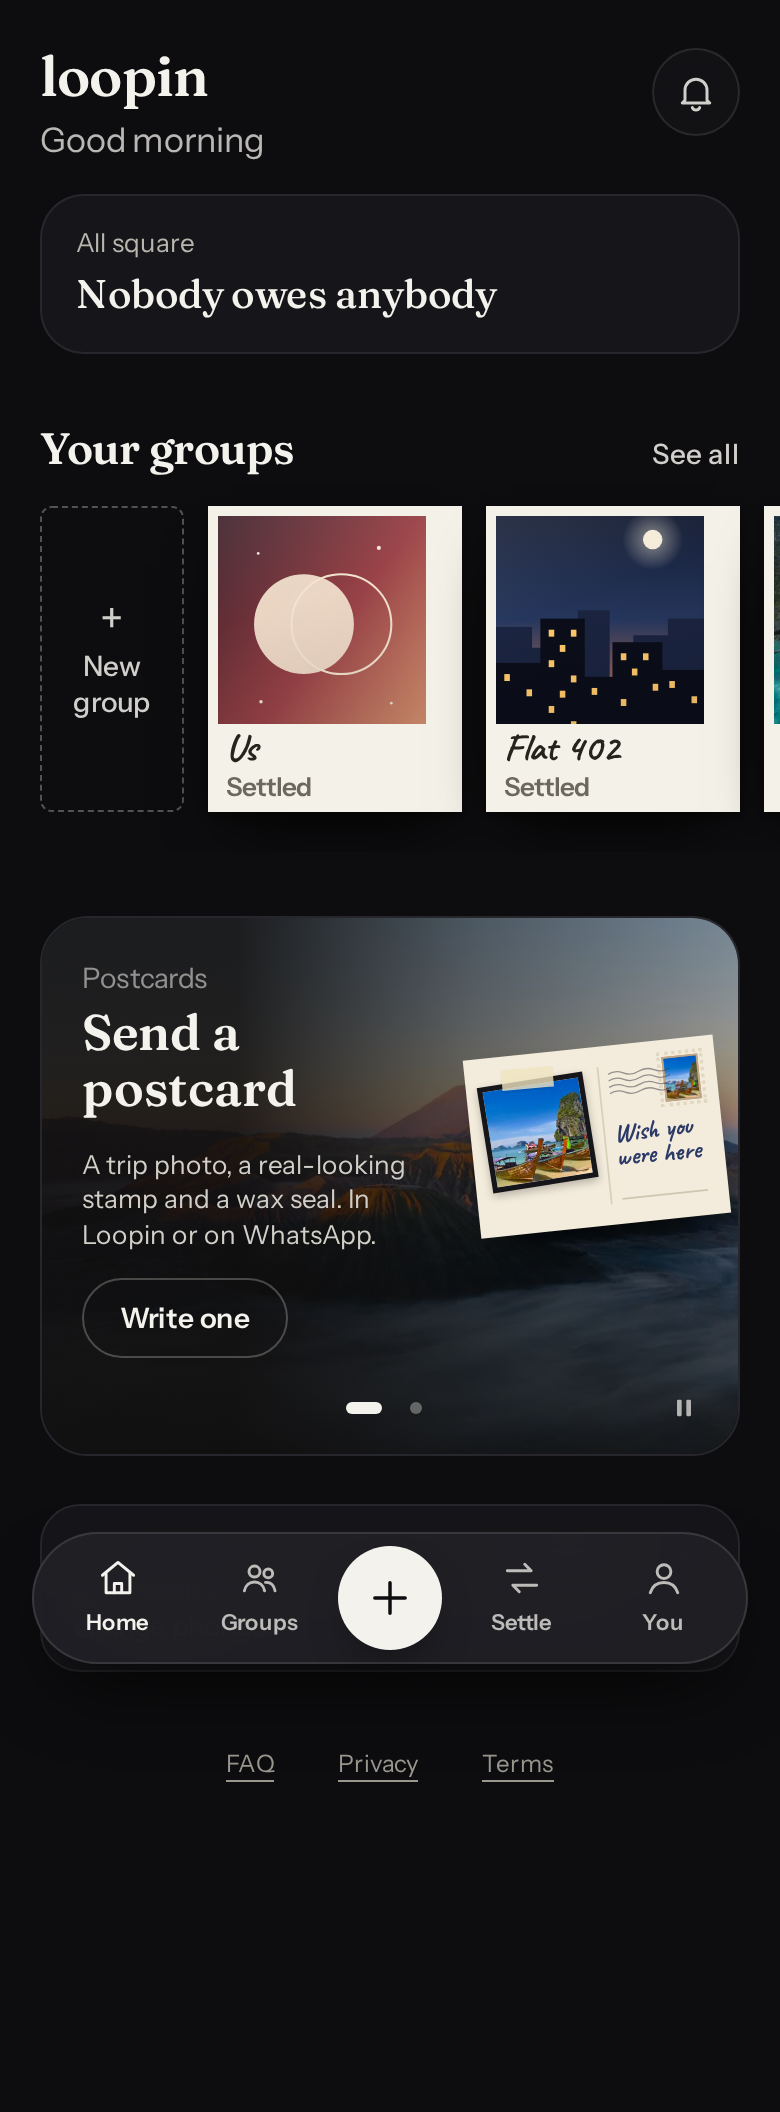 loopin
Good morning
All square
Nobody owes anybody
Your groups
See all
+
New
group
Us
Settled
Flat 402
Settled
Postcards
Send a
postcard
A trip photo, a real-looking
stamp and a wax seal. In
Loopin or on WhatsApp.
Wish you
were here
Write one
Home
Groups
Settle
You
FAQ
Privacy
Terms